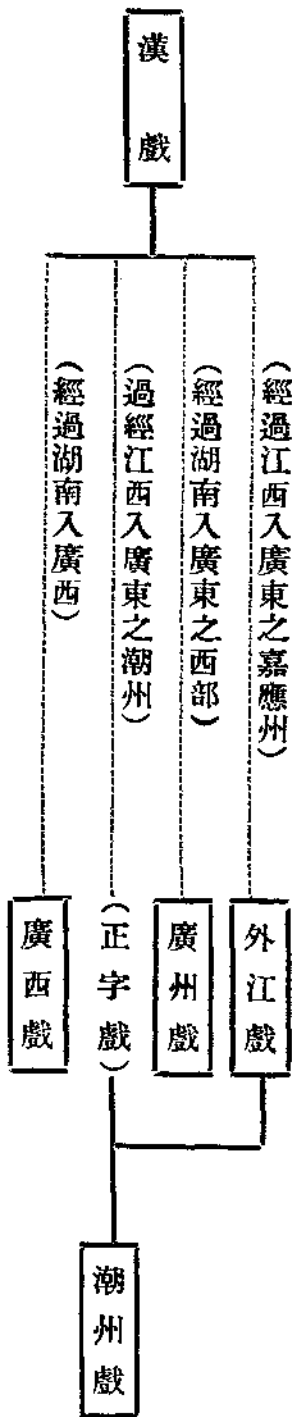 漢戲
（經過江西入廣東之嘉應州）
（經過湖南入廣東之西部）
（過經江西入廣東之潮州）
（經過湖南入廣西）
外江戲
廣州戲
（正字戲）
廣西戲
潮州戲